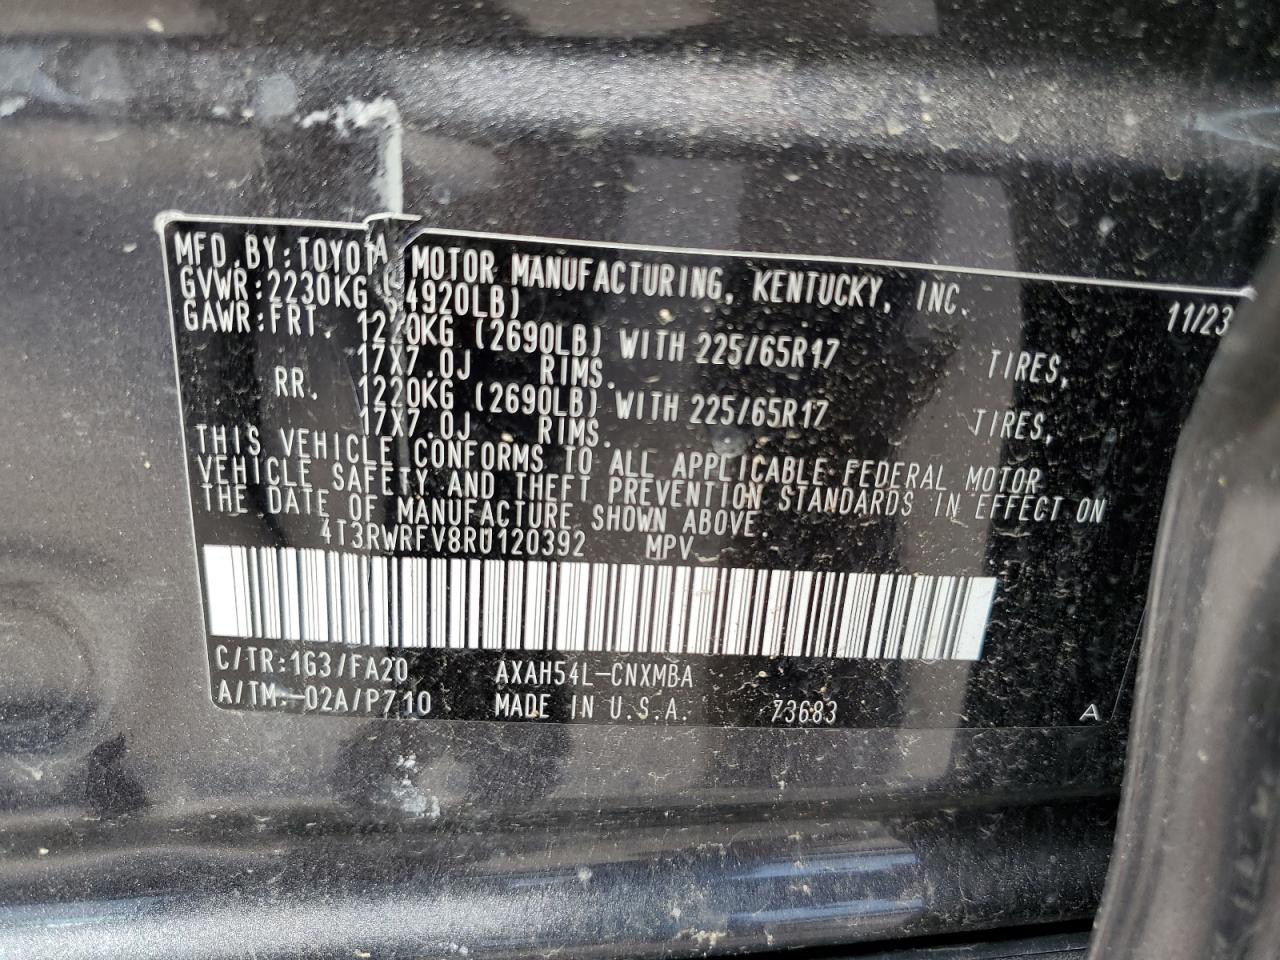 MFD.BY:TOYOTA MOTOR MANUFACTURING, KENTUCKY, INC. 11/23
GVWR:2230KG (4920LB)
GAWR:FRT. 1220KG (2690LB) WITH 225/65R17 TIRES,
17X7.0J RIMS.
RR. 1220KG (2690LB) WITH 225/65R17 TIRES,
17X7.0J RIMS.
THIS VEHICLE CONFORMS TO ALL APPLICABLE FEDERAL MOTOR
VEHICLE SAFETY AND THEFT PREVENTION STANDARDS IN EFFECT ON
THE DATE OF MANUFACTURE SHOWN ABOVE.
4T3RWRFV8RU120392 MPV
C/TR:1G3/FA20 AXAH54L-CNXMBA
A/TM:-02A/P710 MADE IN U.S.A. 73683 A